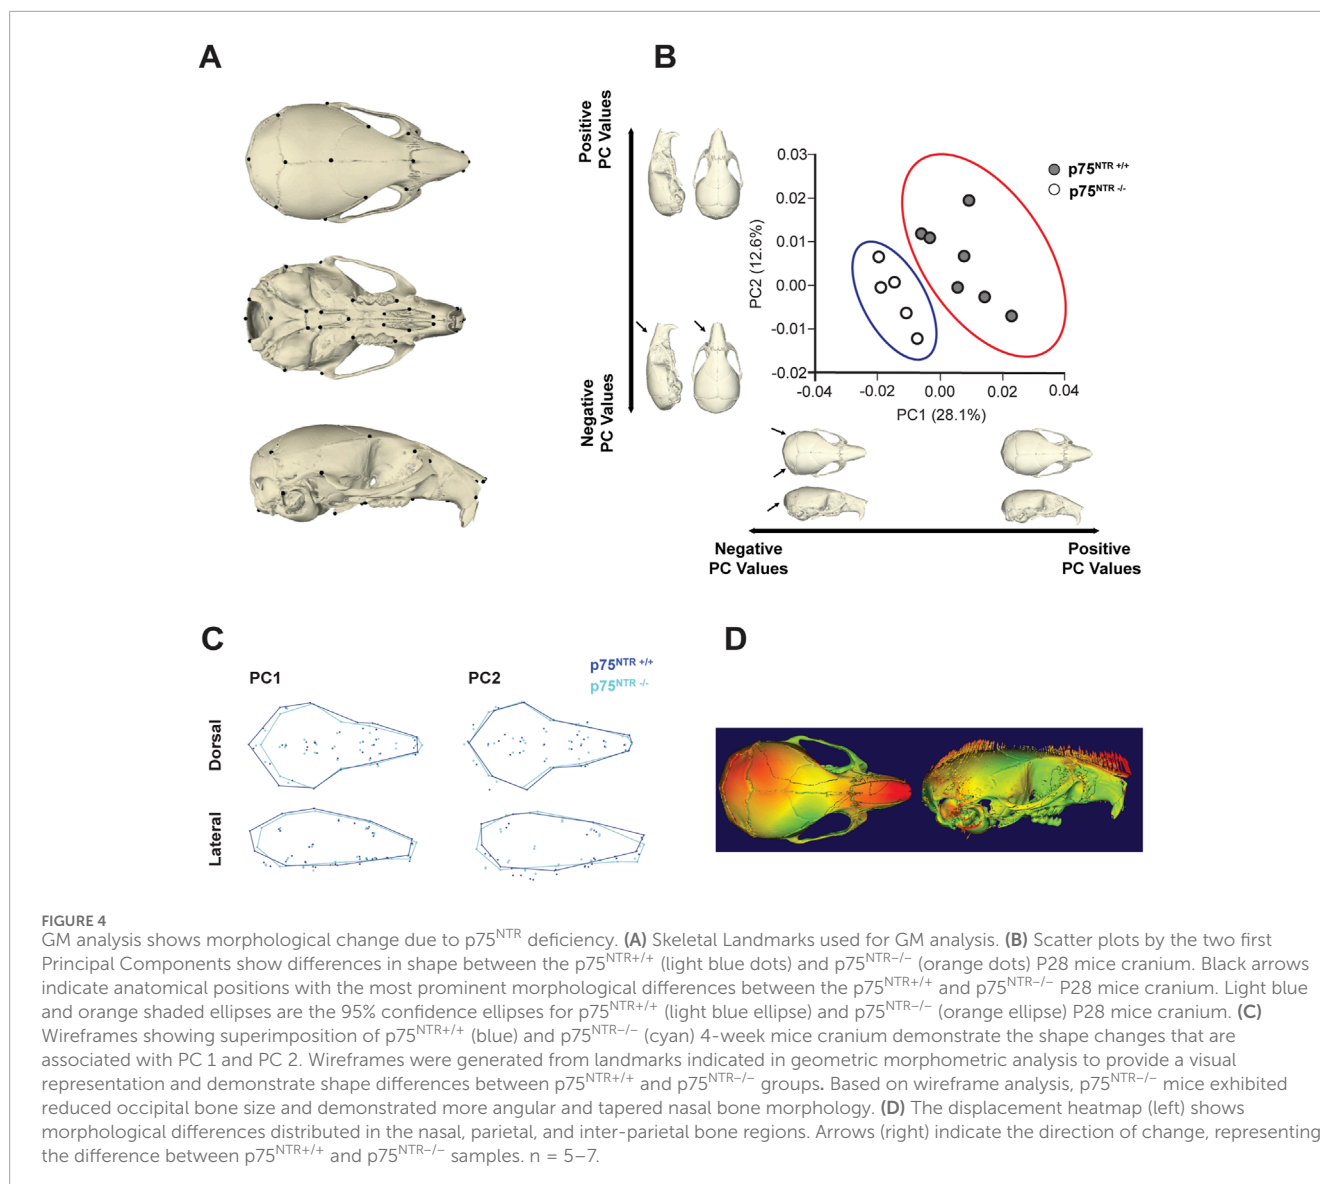 A
B
Positive
PC Values
Negative
PC Values
0.03
0.02
0.01
0.00
-0.01
-0.02
PC2 (12.6%)
-0.04
-0.02
0.00
0.02
0.04
PC1 (28.1%)
p75NTR +/+
p75NTR -/-
Negative
PC Values
Positive
PC Values
C
PC1
PC2
p75NTR +/+
p75NTR -/-
Dorsal
Lateral
D
FIGURE 4
GM analysis shows morphological change due to p75NTR deficiency. (A) Skeletal Landmarks used for GM analysis. (B) Scatter plots by the two first
Principal Components show differences in shape between the p75NTR+/+ (light blue dots) and p75NTR−/− (orange dots) P28 mice cranium. Black arrows
indicate anatomical positions with the most prominent morphological differences between the p75NTR+/+ and p75NTR−/− P28 mice cranium. Light blue
and orange shaded ellipses are the 95% confidence ellipses for p75NTR+/+ (light blue ellipse) and p75NTR−/− (orange ellipse) P28 mice cranium. (C)
Wireframes showing superimposition of p75NTR+/+ (blue) and p75NTR−/− (cyan) 4-week mice cranium demonstrate the shape changes that are
associated with PC 1 and PC 2. Wireframes were generated from landmarks indicated in geometric morphometric analysis to provide a visual
representation and demonstrate shape differences between p75NTR+/+ and p75NTR−/− groups. Based on wireframe analysis, p75NTR−/− mice exhibited
reduced occipital bone size and demonstrated more angular and tapered nasal bone morphology. (D) The displacement heatmap (left) shows
morphological differences distributed in the nasal, parietal, and inter-parietal bone regions. Arrows (right) indicate the direction of change, representing
the difference between p75NTR+/+ and p75NTR−/− samples. n = 5–7.